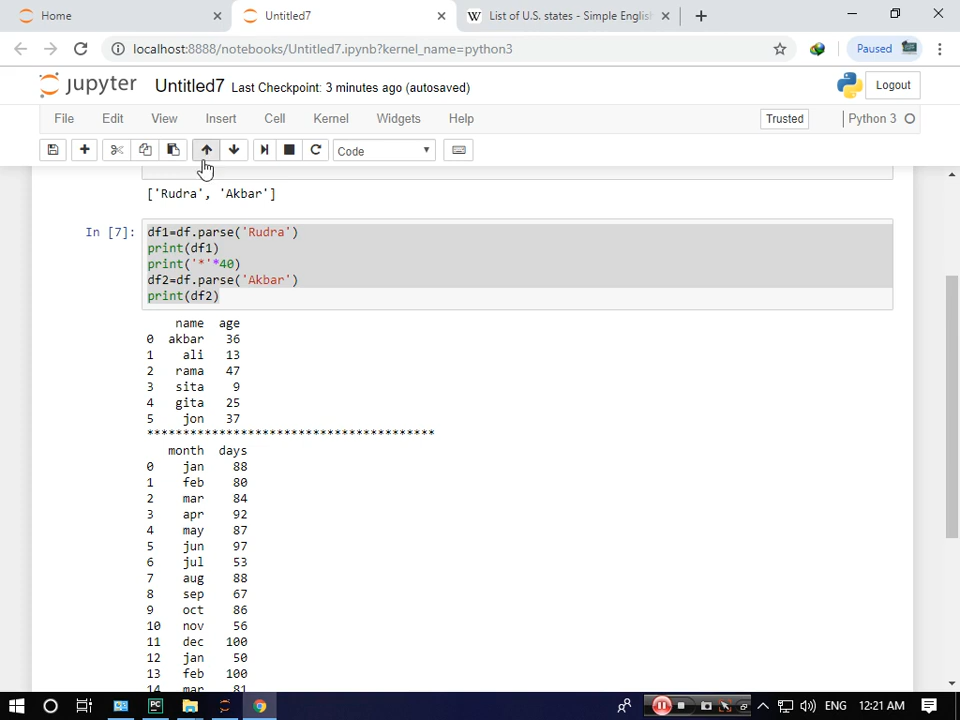 Home
Untitled7
W List of U.S. states - Simple English
localhost:8888/notebooks/Untitled7.ipynb?kernel_name=python3
Paused
jupyter Untitled7 Last Checkpoint: 3 minutes ago (autosaved)
Logout
File Edit View Insert Cell Kernel Widgets Help
Trusted
Python 3
Code
['Rudra', 'Akbar']
In [7]:
df1=df.parse('Rudra')
print(df1)
print('*'*40)
df2=df.parse('Akbar')
print(df2)
name age
0 akbar 36
1 ali 13
2 rama 47
3 sita 9
4 gita 25
5 jon 37
****************************************
month days
0 jan 88
1 feb 80
2 mar 84
3 apr 92
4 may 87
5 jun 97
6 jul 53
7 aug 88
8 sep 67
9 oct 86
10 nov 56
11 dec 100
12 jan 50
13 feb 100
14 mar 81
PC
ENG 12:21 AM